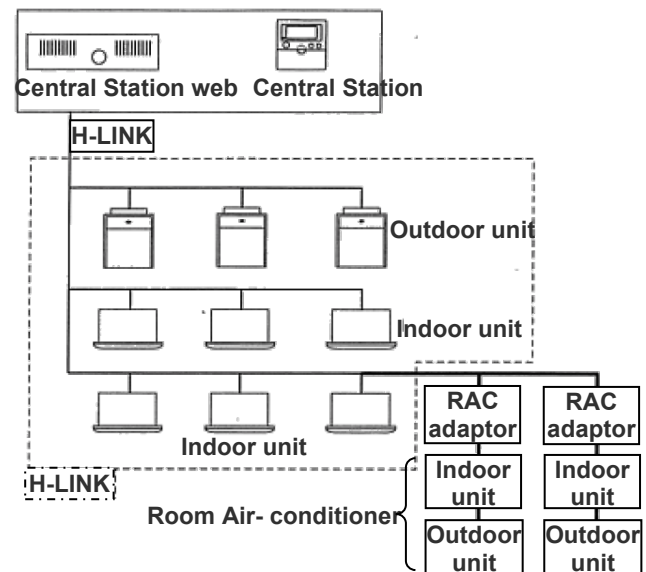 Central Station web Central Station
H-LINK
Outdoor unit
Indoor unit
Indoor unit
H-LINK
RAC
adaptor
RAC
adaptor
Indoor
unit
Indoor
unit
Room Air- conditioner
Outdoor
unit
Outdoor
unit